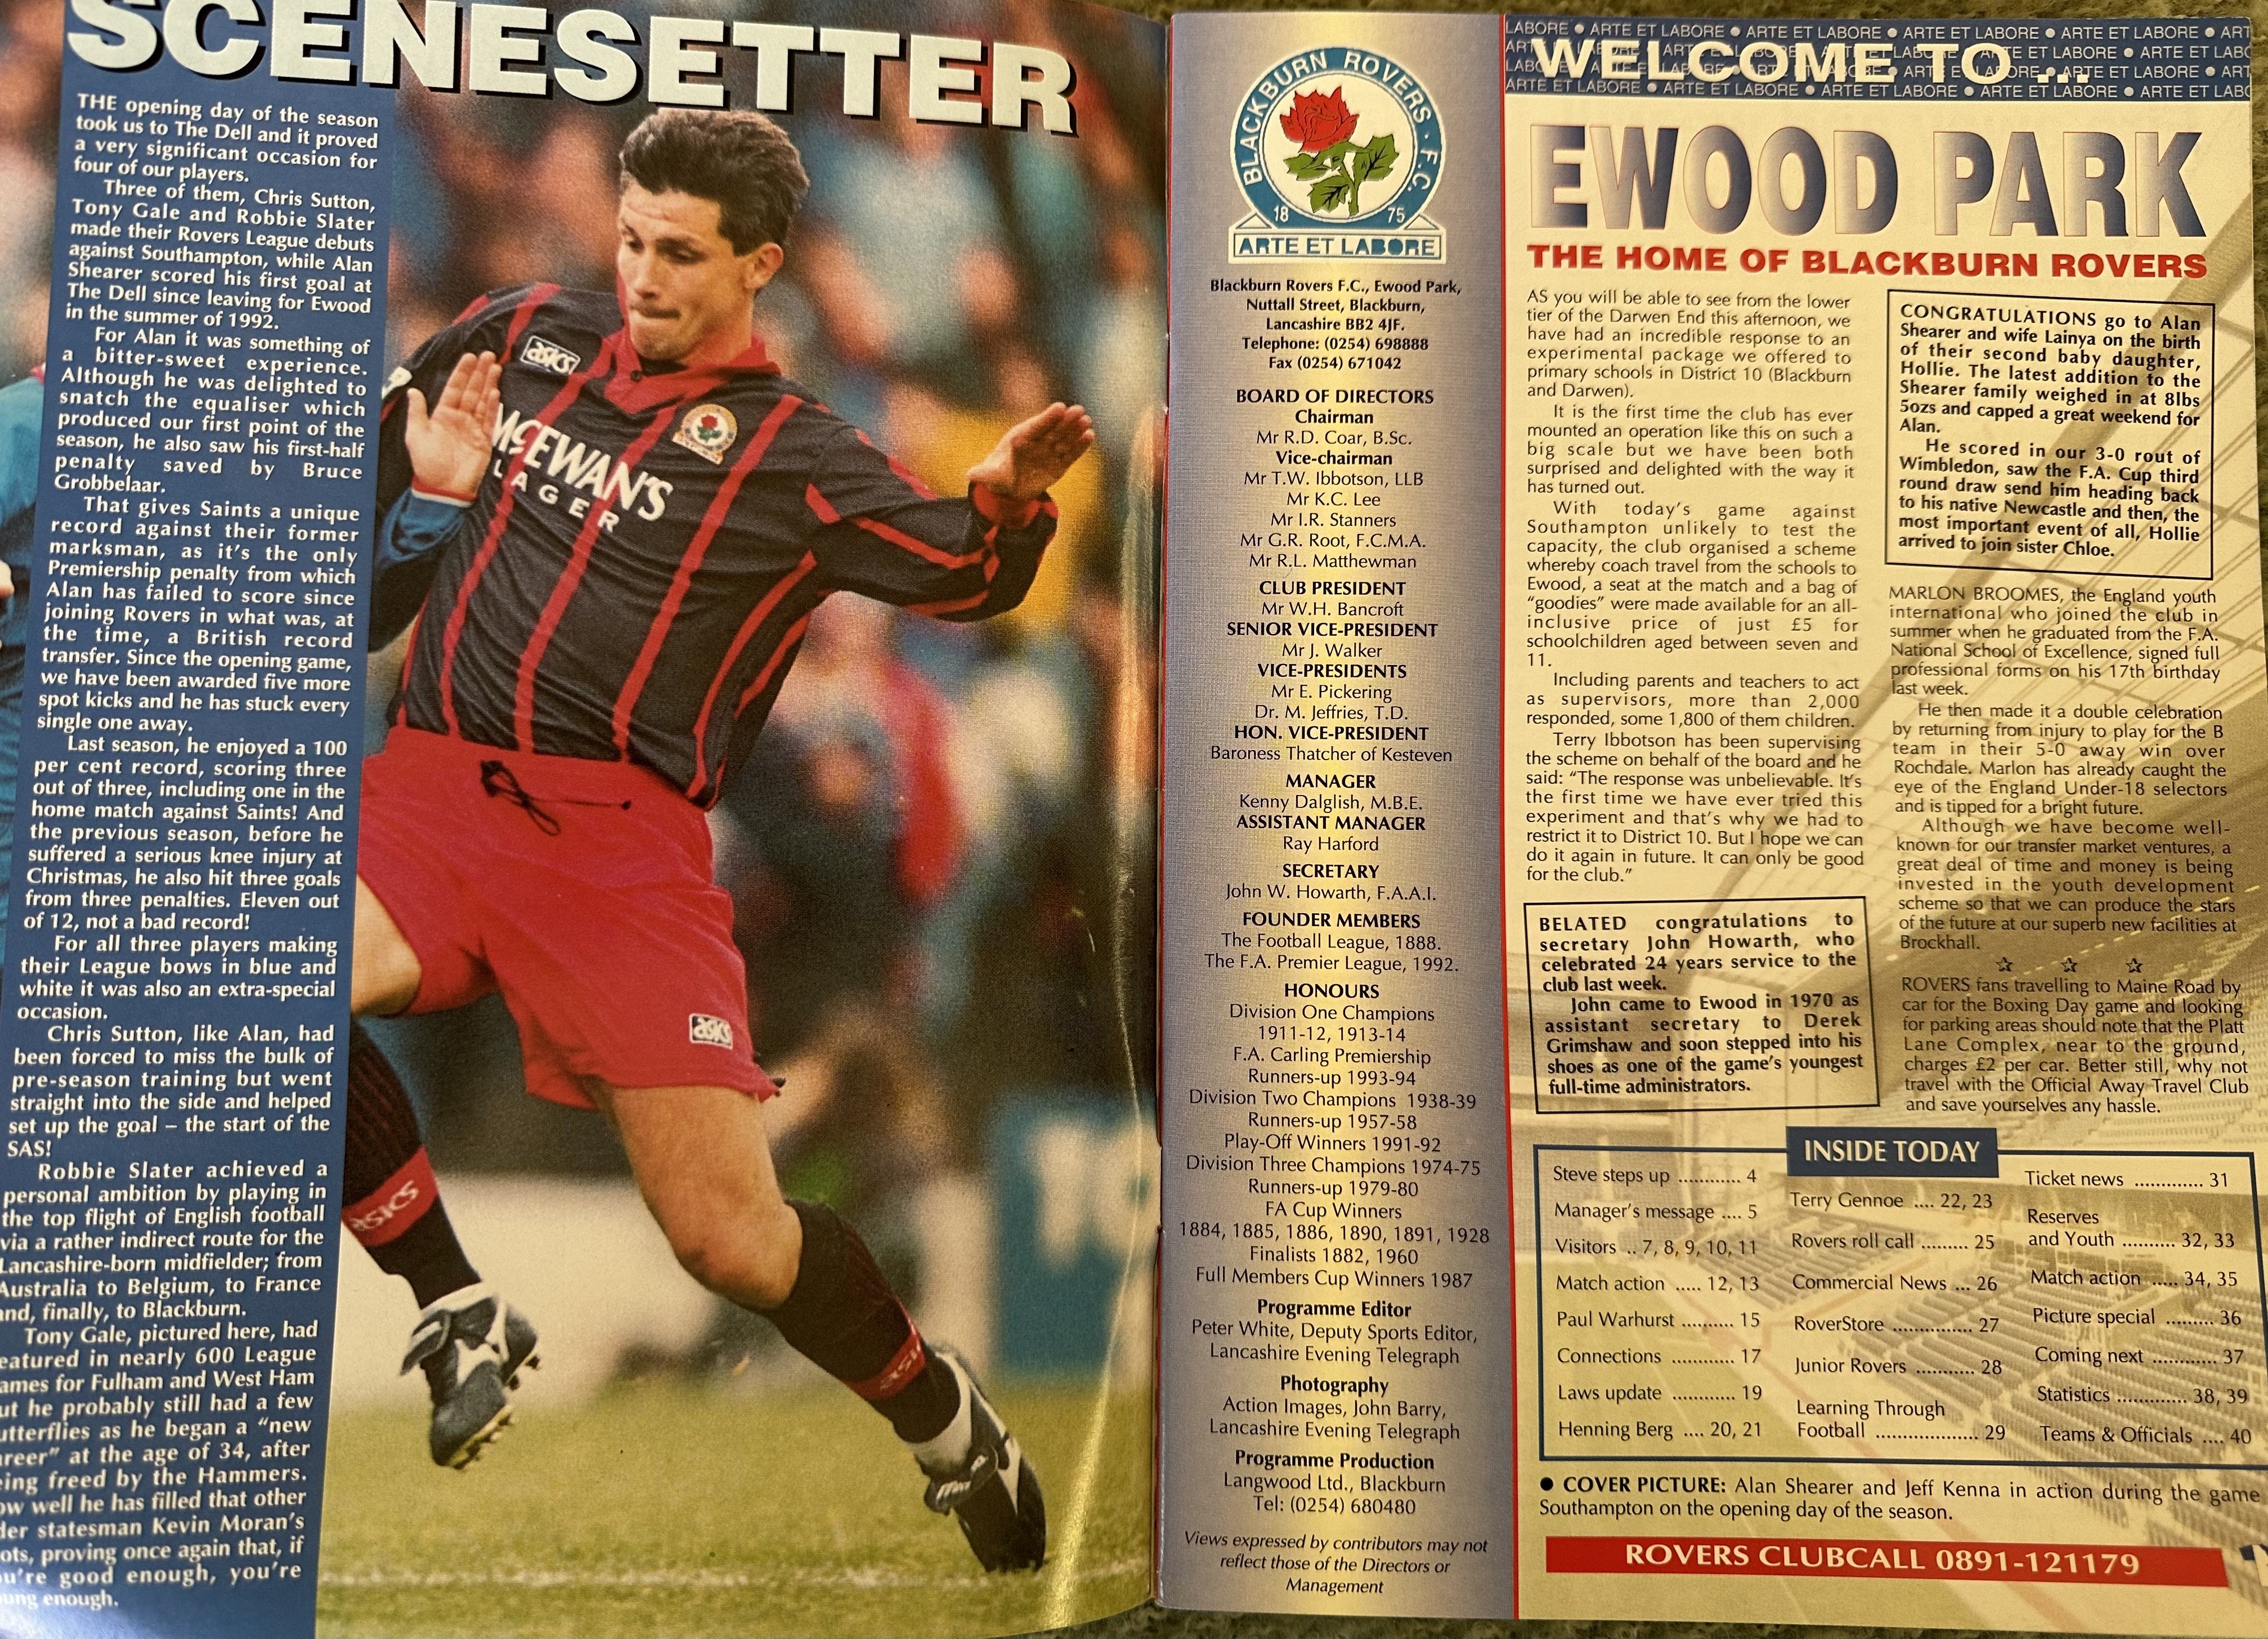 SCENESETTER
THE opening day of the season
took us to The Dell and it proved
a very significant occasion for
four of our players.
Three of them, Chris Sutton,
Tony Gale and Robbie Slater
made their Rovers League debuts
against Southampton, while Alan
Shearer scored his first goal at
The Dell since leaving for Ewood
in the summer of 1992.
For Alan it was something of
a bitter-sweet experience.
Although he was delighted to
snatch the equaliser which
produced our first point of the
season, he also saw his first-half
penalty saved by Bruce
Grobbelaar.
That gives Saints a unique
record against their former
marksman, as it's the only
Premiership penalty from which
Alan has failed to score since
joining Rovers in what was, at
the time, a British record
transfer. Since the opening game,
we have been awarded five more
spot kicks and he has stuck every
single one away.
Last season, he enjoyed a 100
per cent record, scoring three
out of three, including one in the
home match against Saints! And
the previous season, before he
suffered a serious knee injury at
Christmas, he also hit three goals
from three penalties. Eleven out
of 12, not a bad record!
For all three players making
their League bows in blue and
white it was also an extra-special
occasion.
Chris Sutton, like Alan, had
been forced to miss the bulk of
pre-season training but went
straight into the side and helped
set up the goal – the start of the
SAS!
Robbie Slater achieved a
personal ambition by playing in
the top flight of English football
via a rather indirect route for the
Lancashire-born midfielder; from
Australia to Belgium, to France
and, finally, to Blackburn.
Tony Gale, pictured here, had
eatured in nearly 600 League
ames for Fulham and West Ham
ut he probably still had a few
utterflies as he began a "new
areer" at the age of 34, after
ing freed by the Hammers.
ow well he has filled that other
der statesman Kevin Moran's
ots, proving once again that, if
u're good enough, you're
ung enough.
asics
McEWAN'S
LAGER
asics
ASICS
asics
BLACKBURN ROVERS · F.C.
18 75
ARTE ET LABORE
Blackburn Rovers F.C., Ewood Park,
Nuttall Street, Blackburn,
Lancashire BB2 4JF.
Telephone: (0254) 698888
Fax (0254) 671042
BOARD OF DIRECTORS
Chairman
Mr R.D. Coar, B.Sc.
Vice-chairman
Mr T.W. Ibbotson, LLB
Mr K.C. Lee
Mr I.R. Stanners
Mr G.R. Root, F.C.M.A.
Mr R.L. Matthewman
CLUB PRESIDENT
Mr W.H. Bancroft
SENIOR VICE-PRESIDENT
Mr J. Walker
VICE-PRESIDENTS
Mr E. Pickering
Dr. M. Jeffries, T.D.
HON. VICE-PRESIDENT
Baroness Thatcher of Kesteven
MANAGER
Kenny Dalglish, M.B.E.
ASSISTANT MANAGER
Ray Harford
SECRETARY
John W. Howarth, F.A.A.I.
FOUNDER MEMBERS
The Football League, 1888.
The F.A. Premier League, 1992.
HONOURS
Division One Champions
1911-12, 1913-14
F.A. Carling Premiership
Runners-up 1993-94
Division Two Champions 1938-39
Runners-up 1957-58
Play-Off Winners 1991-92
Division Three Champions 1974-75
Runners-up 1979-80
FA Cup Winners
1884, 1885, 1886, 1890, 1891, 1928
Finalists 1882, 1960
Full Members Cup Winners 1987
Programme Editor
Peter White, Deputy Sports Editor,
Lancashire Evening Telegraph
Photography
Action Images, John Barry,
Lancashire Evening Telegraph
Programme Production
Langwood Ltd., Blackburn
Tel: (0254) 680480
Views expressed by contributors may not
reflect those of the Directors or
Management
LABORE ● ARTE ET LABORE ● ARTE ET LABORE ● ARTE ET LABORE ● ARTE ET LABORE ● ART
WELCOME TO ...
ARTE ET LABORE ● ARTE ET LABORE ● ARTE ET LABORE ● ARTE ET LABORE ● ARTE ET LABO
EWOOD PARK
THE HOME OF BLACKBURN ROVERS
AS you will be able to see from the lower
tier of the Darwen End this afternoon, we
have had an incredible response to an
experimental package we offered to
primary schools in District 10 (Blackburn
and Darwen).
It is the first time the club has ever
mounted an operation like this on such a
big scale but we have been both
surprised and delighted with the way it
has turned out.
With today's game against
Southampton unlikely to test the
capacity, the club organised a scheme
whereby coach travel from the schools to
Ewood, a seat at the match and a bag of
"goodies" were made available for an all-
inclusive price of just £5 for
schoolchildren aged between seven and
11.
Including parents and teachers to act
as supervisors, more than 2,000
responded, some 1,800 of them children.
Terry Ibbotson has been supervising
the scheme on behalf of the board and he
said: "The response was unbelievable. It's
the first time we have ever tried this
experiment and that's why we had to
restrict it to District 10. But I hope we can
do it again in future. It can only be good
for the club."
BELATED congratulations to
secretary John Howarth, who
celebrated 24 years service to the
club last week.
John came to Ewood in 1970 as
assistant secretary to Derek
Grimshaw and soon stepped into his
shoes as one of the game's youngest
full-time administrators.
CONGRATULATIONS go to Alan
Shearer and wife Lainya on the birth
of their second baby daughter,
Hollie. The latest addition to the
Shearer family weighed in at 8lbs
5ozs and capped a great weekend for
Alan.
He scored in our 3-0 rout of
Wimbledon, saw the F.A. Cup third
round draw send him heading back
to his native Newcastle and then, the
most important event of all, Hollie
arrived to join sister Chloe.
MARLON BROOMES, the England youth
international who joined the club in
summer when he graduated from the F.A.
National School of Excellence, signed full
professional forms on his 17th birthday
last week.
He then made it a double celebration
by returning from injury to play for the B
team in their 5-0 away win over
Rochdale. Marlon has already caught the
eye of the England Under-18 selectors
and is tipped for a bright future.
Although we have become well-
known for our transfer market ventures, a
great deal of time and money is being
invested in the youth development
scheme so that we can produce the stars
of the future at our superb new facilities at
Brockhall.
☆ ☆ ☆
ROVERS fans travelling to Maine Road by
car for the Boxing Day game and looking
for parking areas should note that the Platt
Lane Complex, near to the ground,
charges £2 per car. Better still, why not
travel with the Official Away Travel Club
and save yourselves any hassle.
INSIDE TODAY
Steve steps up ............ 4
Manager's message .... 5
Visitors .. 7, 8, 9, 10, 11
Match action ..... 12, 13
Paul Warhurst .......... 15
Connections ............ 17
Laws update ............ 19
Henning Berg .... 20, 21
Terry Gennoe .... 22, 23
Rovers roll call ......... 25
Commercial News ... 26
RoverStore ............... 27
Junior Rovers ........... 28
Learning Through
Football ................... 29
Ticket news ............. 31
Reserves
and Youth .......... 32, 33
Match action ..... 34, 35
Picture special ......... 36
Coming next ............ 37
Statistics ............. 38, 39
Teams & Officials .... 40
● COVER PICTURE: Alan Shearer and Jeff Kenna in action during the game
Southampton on the opening day of the season.
ROVERS CLUBCALL 0891-121179